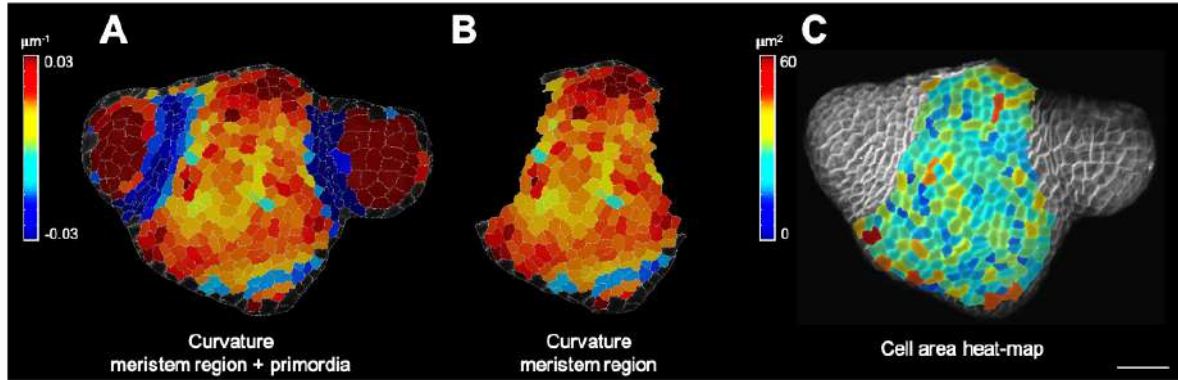 A
B
C
µm⁻¹
0.03
-0.03
µm²
60
0
Curvature
meristem region + primordia
Curvature
meristem region
Cell area heat-map